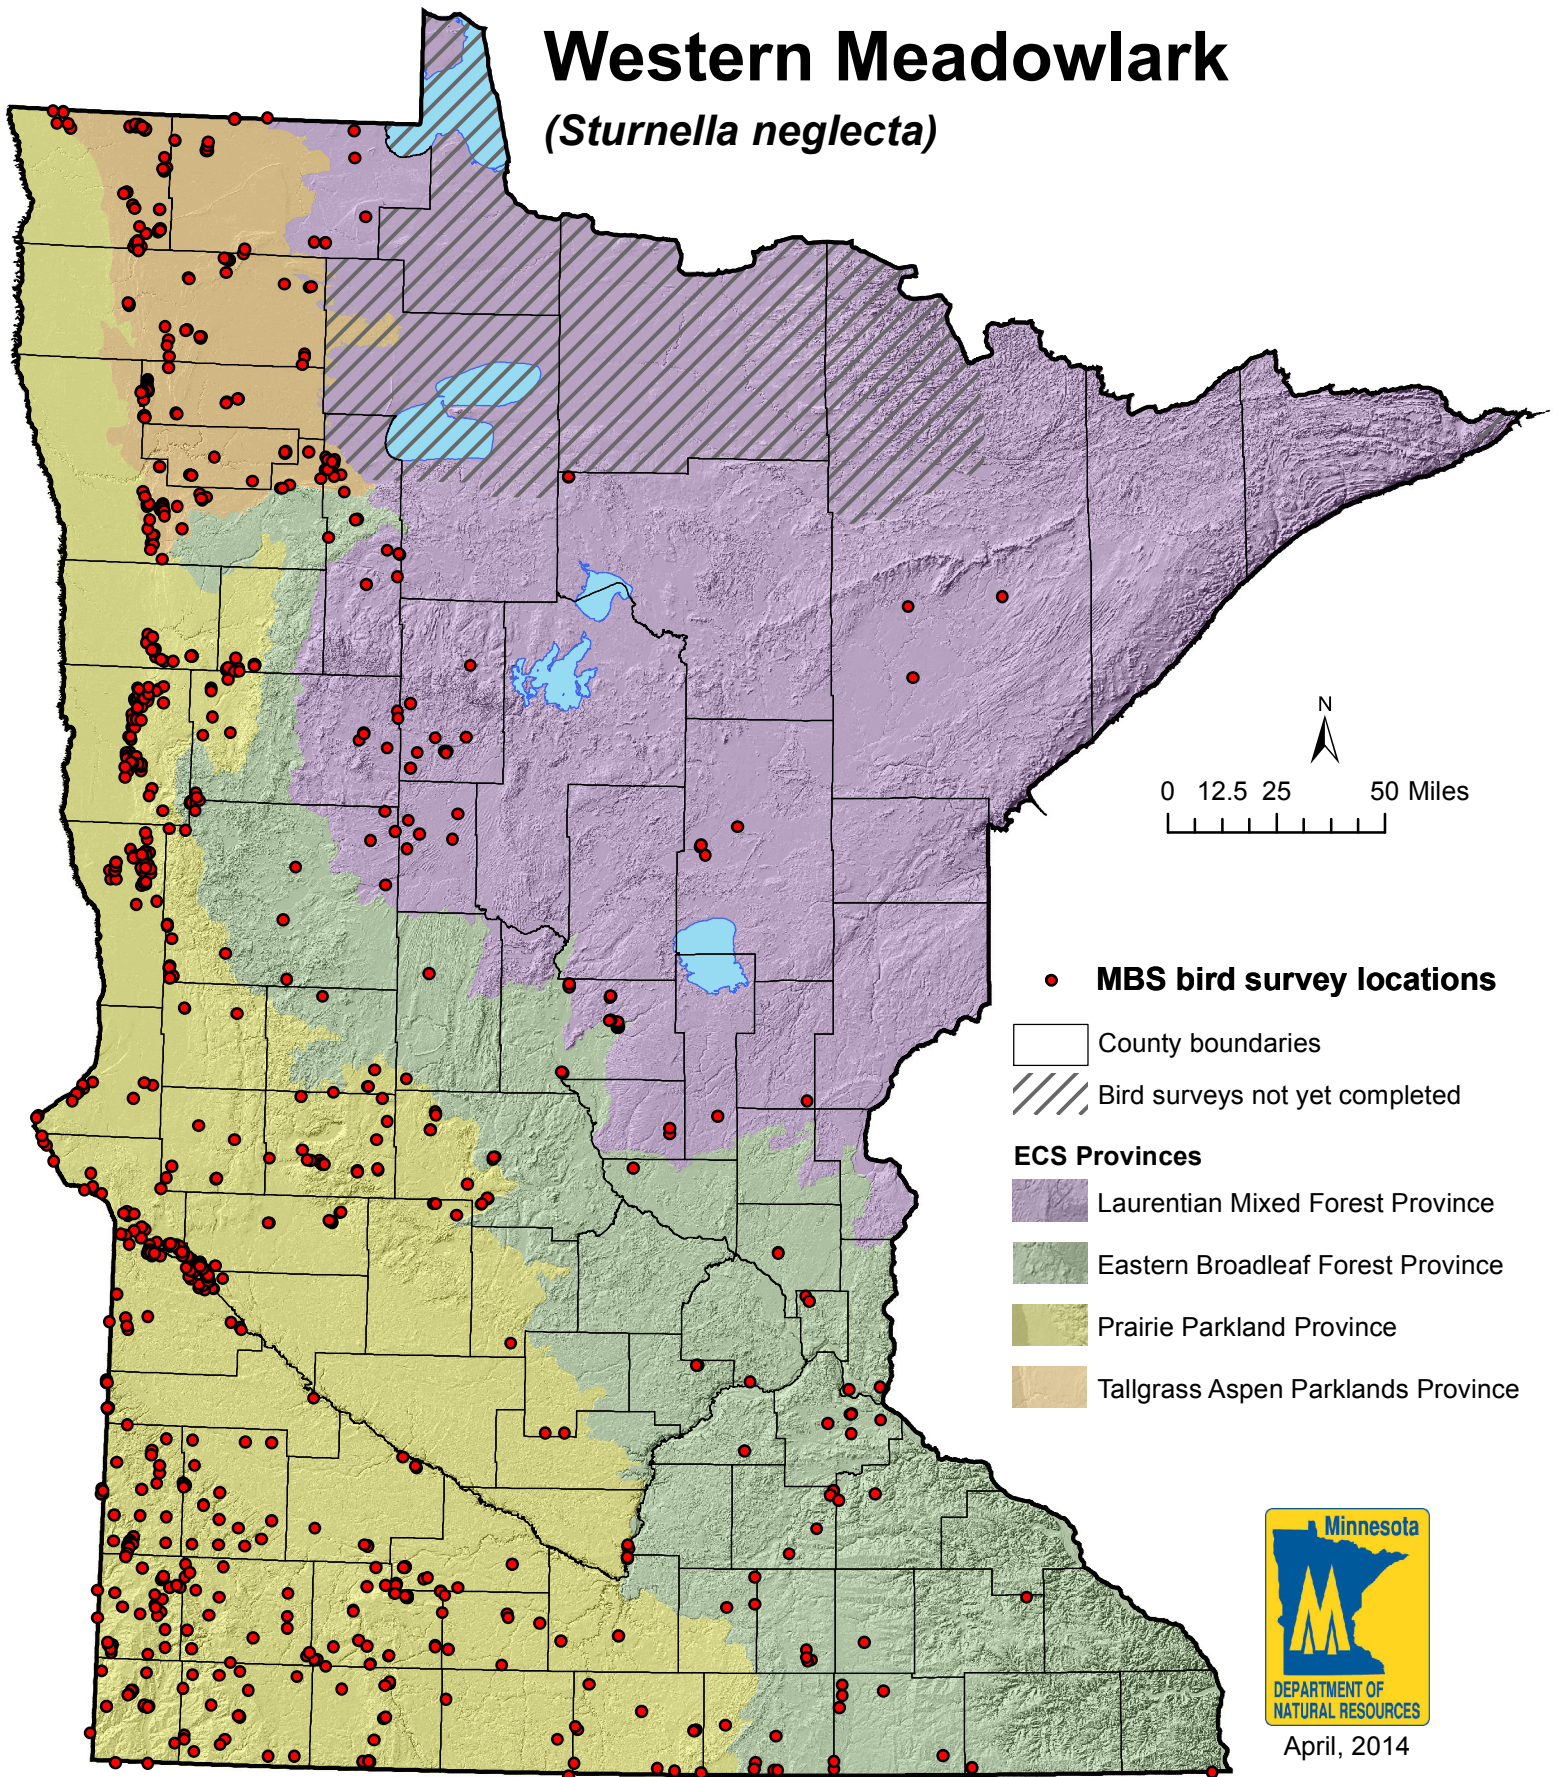 Western Meadowlark
(Sturnella neglecta)
N
0 12.5 25 50 Miles
MBS bird survey locations
County boundaries
Bird surveys not yet completed
ECS Provinces
Laurentian Mixed Forest Province
Eastern Broadleaf Forest Province
Prairie Parkland Province
Tallgrass Aspen Parklands Province
Minnesota
DEPARTMENT OF
NATURAL RESOURCES
April, 2014